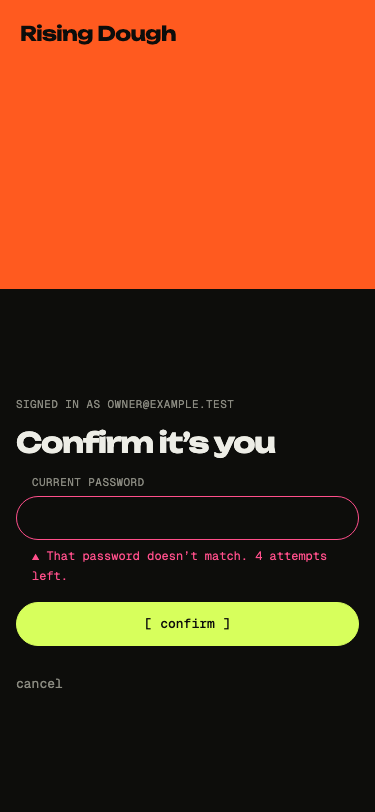 Rising Dough
SIGNED IN AS OWNER@EXAMPLE.TEST
Confirm it’s you
CURRENT PASSWORD
▲ That password doesn't match. 4 attempts
left.
[ confirm ]
cancel